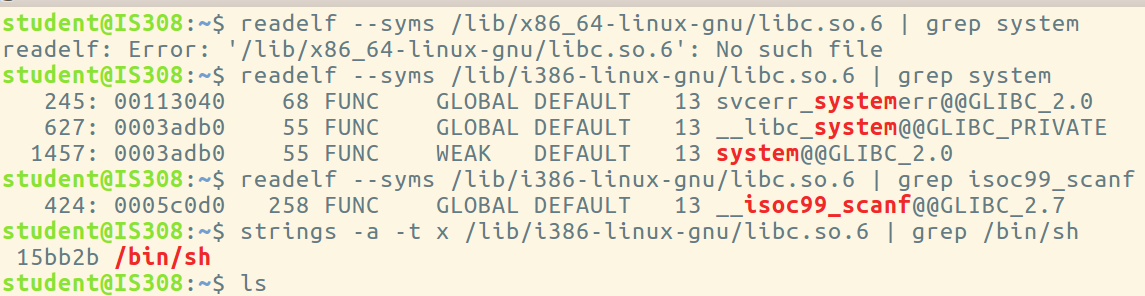 student@IS308:~$ readelf --syms /lib/x86_64-linux-gnu/libc.so.6 | grep system
readelf: Error: '/lib/x86_64-linux-gnu/libc.so.6': No such file
student@IS308:~$ readelf --syms /lib/i386-linux-gnu/libc.so.6 | grep system
   245: 00113040    68 FUNC    GLOBAL DEFAULT   13 svcerr_systemerr@@GLIBC_2.0
   627: 0003adb0    55 FUNC    GLOBAL DEFAULT   13 __libc_system@@GLIBC_PRIVATE
  1457: 0003adb0    55 FUNC    WEAK   DEFAULT   13 system@@GLIBC_2.0
student@IS308:~$ readelf --syms /lib/i386-linux-gnu/libc.so.6 | grep isoc99_scanf
   424: 0005c0d0   258 FUNC    GLOBAL DEFAULT   13 __isoc99_scanf@@GLIBC_2.7
student@IS308:~$ strings -a -t x /lib/i386-linux-gnu/libc.so.6 | grep /bin/sh
 15bb2b /bin/sh
student@IS308:~$ ls